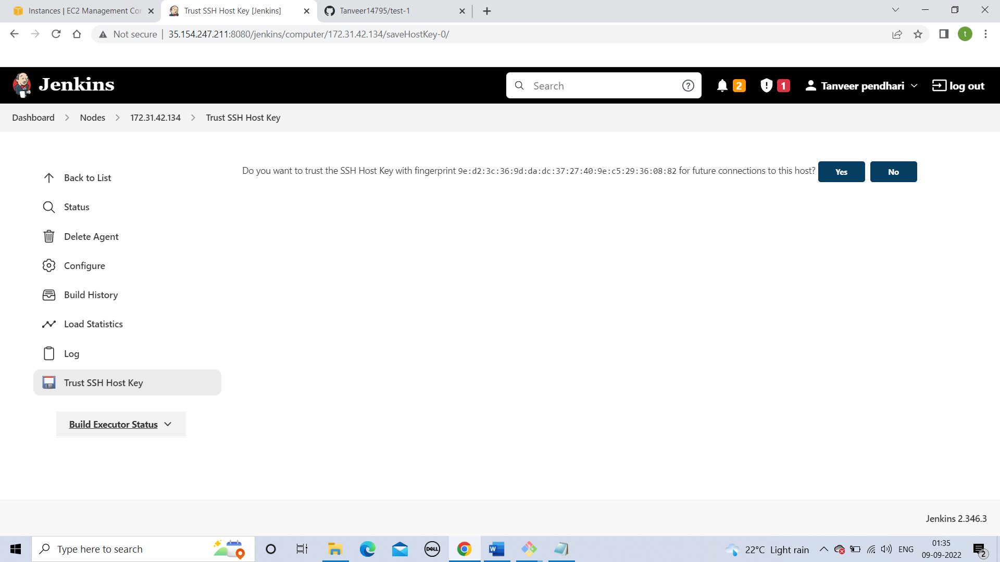 Instances | EC2 Management Con
Trust SSH Host Key [Jenkins]
Tanveer14795/test-1
Not secure
35.154.247.211:8080/jenkins/computer/172.31.42.134/saveHostKey-0/
t
Jenkins
Search
2
1
Tanveer pendhari
log out
Dashboard
Nodes
172.31.42.134
Trust SSH Host Key
Do you want to trust the SSH Host Key with fingerprint 9e:d2:3c:36:9d:da:dc:37:27:40:9e:c5:29:36:08:82 for future connections to this host?
Yes
No
Back to List
Status
Delete Agent
Configure
Build History
Load Statistics
Log
Trust SSH Host Key
Build Executor Status
Jenkins 2.346.3
Type here to search
DELL
W
22°C Light rain
ENG
01:35
09-09-2022
2